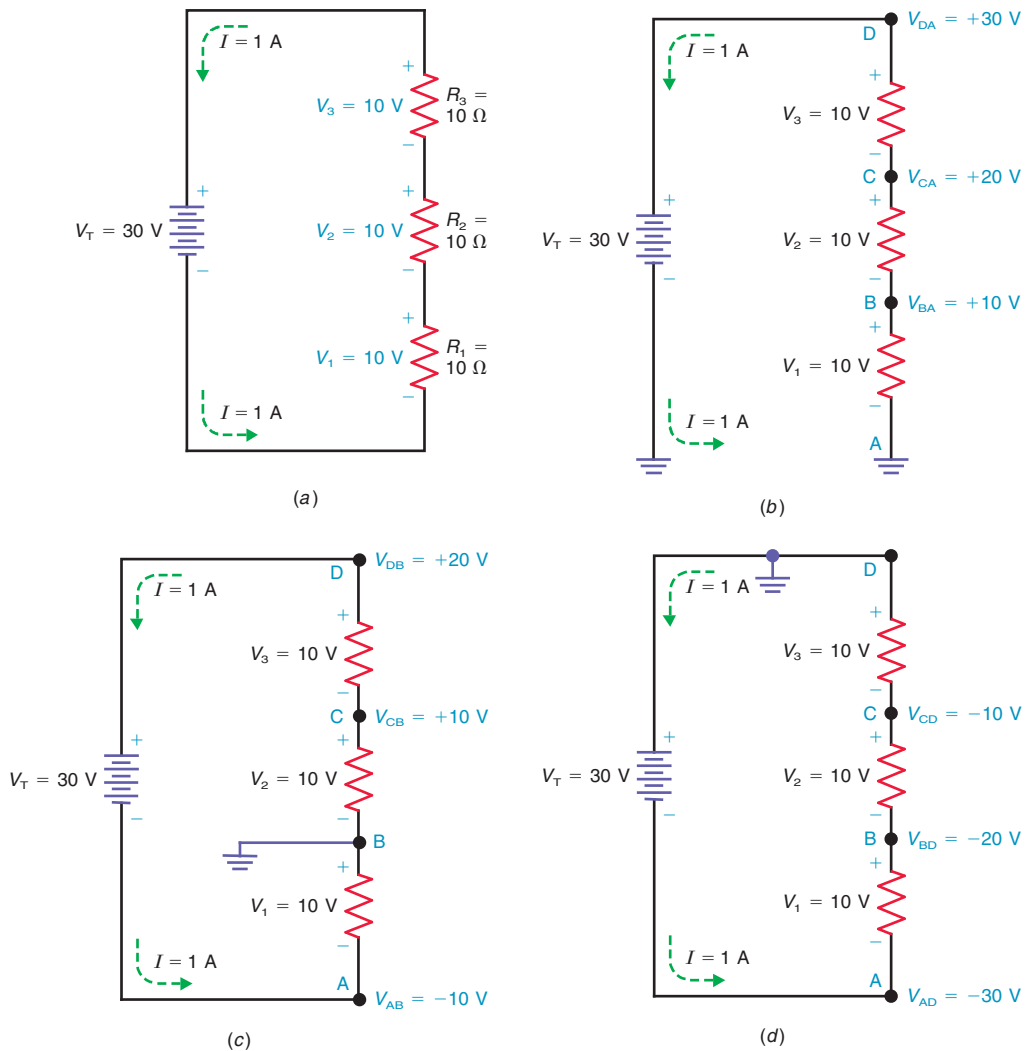 I = 1 A
+
V3 = 10 V
R3 =
10 Ω
−
+
VT = 30 V
−
+
V2 = 10 V
R2 =
10 Ω
−
+
V1 = 10 V
R1 =
10 Ω
−
I = 1 A
(a)
D
VDA = +30 V
I = 1 A
+
V3 = 10 V
−
C
VCA = +20 V
+
VT = 30 V
−
+
V2 = 10 V
−
B
VBA = +10 V
+
V1 = 10 V
−
I = 1 A
A
(b)
D
VDB = +20 V
I = 1 A
+
V3 = 10 V
−
C
VCB = +10 V
+
VT = 30 V
−
+
V2 = 10 V
−
B
+
V1 = 10 V
−
I = 1 A
A
VAB = −10 V
(c)
D
I = 1 A
+
V3 = 10 V
−
C
VCD = −10 V
+
VT = 30 V
−
+
V2 = 10 V
−
B
VBD = −20 V
+
V1 = 10 V
−
I = 1 A
A
VAD = −30 V
(d)